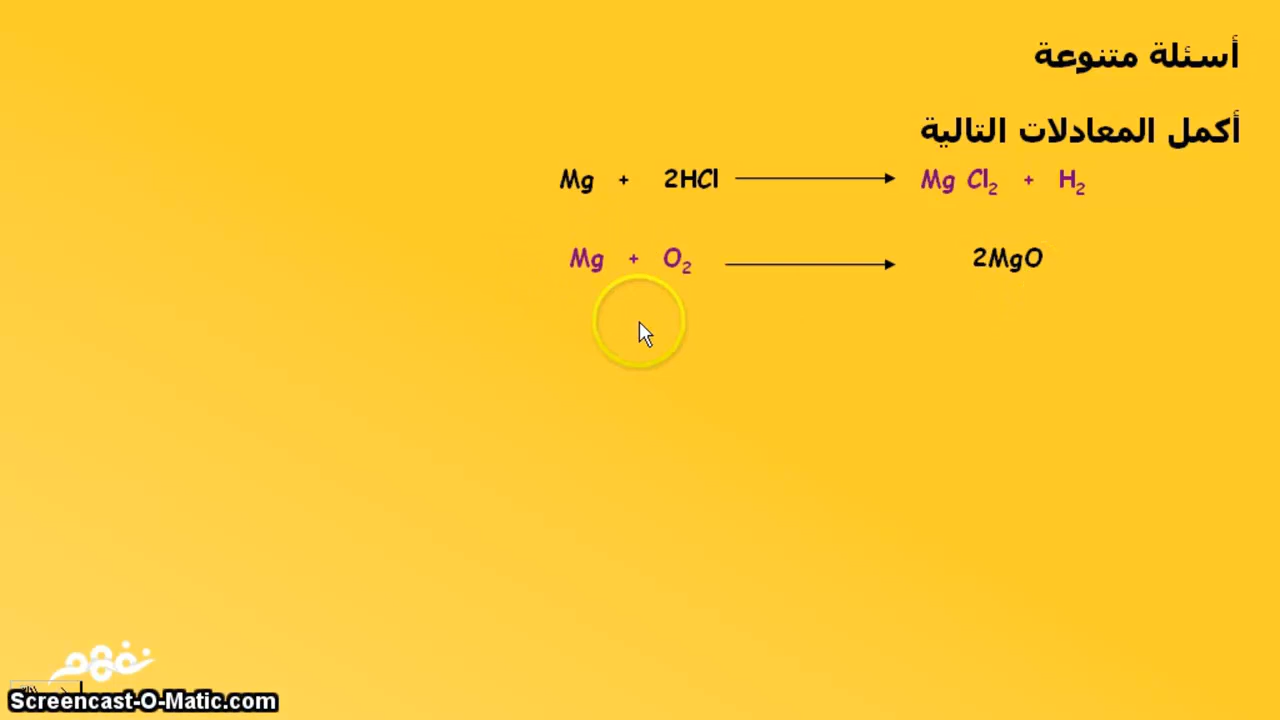 أسئلة متنوعة
أكمل المعادلات التالية
Mg + 2HCl → Mg Cl₂ + H₂
Mg + O₂ → 2MgO
نفهم
Screencast-O-Matic.com